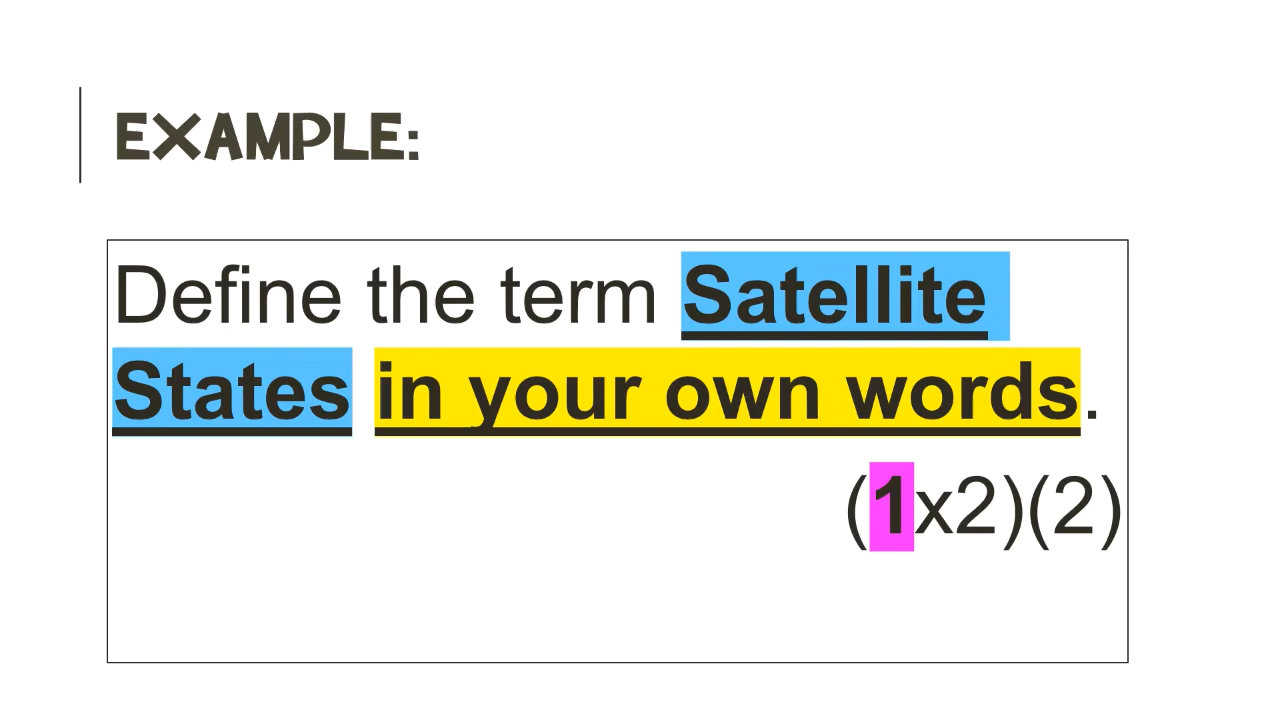 EXAMPLE:
Define the term Satellite
States in your own words.
(1x2)(2)